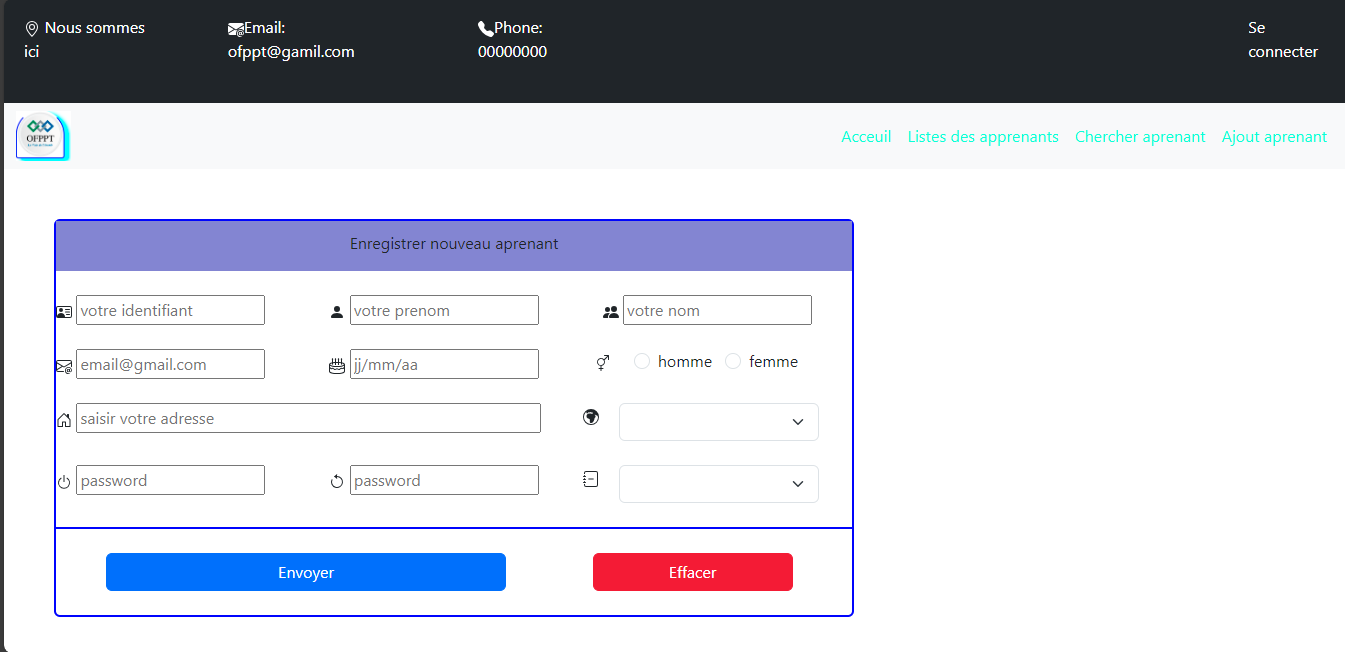 Nous sommes
ici
Email:
ofppt@gamil.com
Phone:
00000000
Se
connecter
OFPPT
Acceuil Listes des apprenants Chercher aprenant Ajout aprenant
Enregistrer nouveau aprenant
votre identifiant votre prenom votre nom
email@gmail.com jj/mm/aa homme femme
saisir votre adresse
password password
Envoyer Effacer